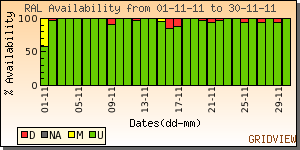 RAL Availability from 01-11-11 to 30-11-11
% Availability
100
50
0
01-11
05-11
09-11
13-11
17-11
21-11
25-11
29-11
Dates(dd-mm)
D NA M U
GRIDVIEW